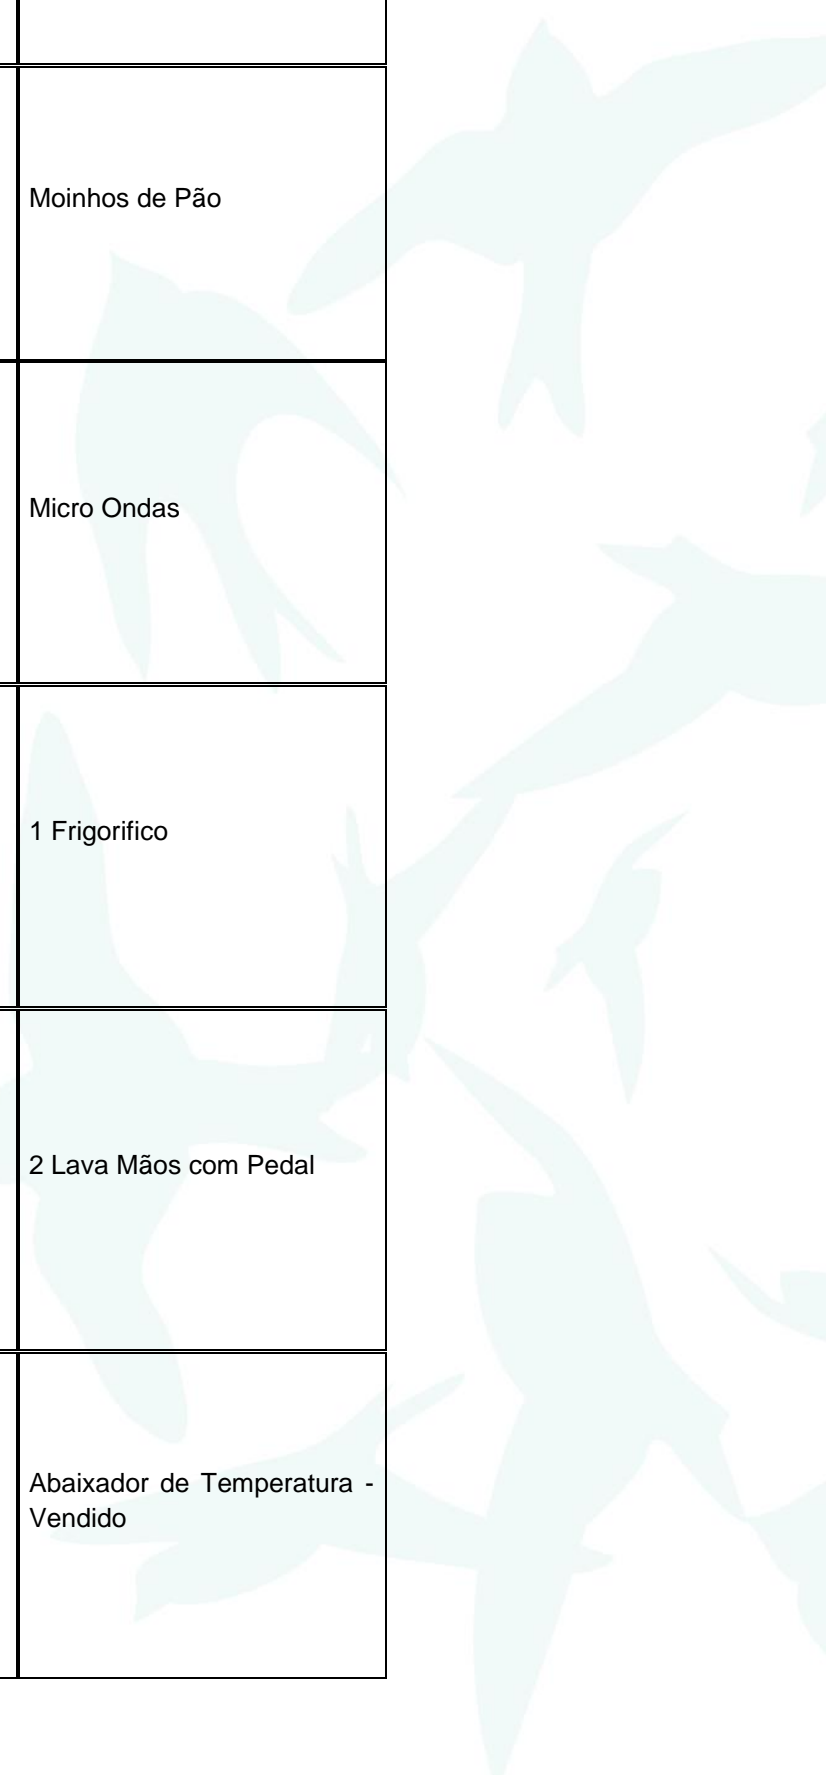 Moinhos de Pão
Micro Ondas
1 Frigorifico
2 Lava Mãos com Pedal
Abaixador de Temperatura -
Vendido